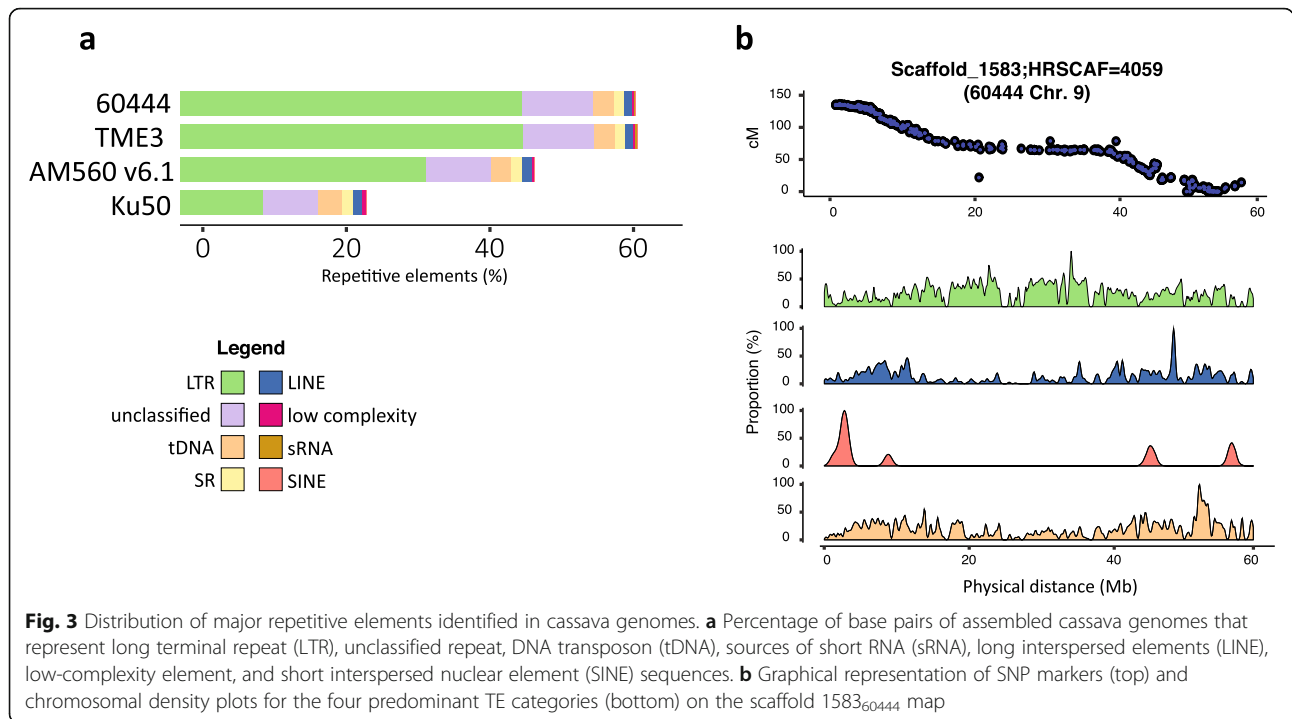 a
60444
TME3
AM560 v6.1
Ku50
0 20 40 60
Repetitive elements (%)
Legend
LTR LINE
unclassified low complexity
tDNA sRNA
SR SINE
b
Scaffold_1583;HRSCAF=4059
(60444 Chr. 9)
150
100
50
0
cM
0 20 40 60
100
50
0
100
50
0
100
50
0
100
50
0
Proportion (%)
0 20 40 60
Physical distance (Mb)
Fig. 3 Distribution of major repetitive elements identified in cassava genomes. a Percentage of base pairs of assembled cassava genomes that
represent long terminal repeat (LTR), unclassified repeat, DNA transposon (tDNA), sources of short RNA (sRNA), long interspersed elements (LINE),
low-complexity element, and short interspersed nuclear element (SINE) sequences. b Graphical representation of SNP markers (top) and
chromosomal density plots for the four predominant TE categories (bottom) on the scaffold 1583₆₀₄₄₄ map